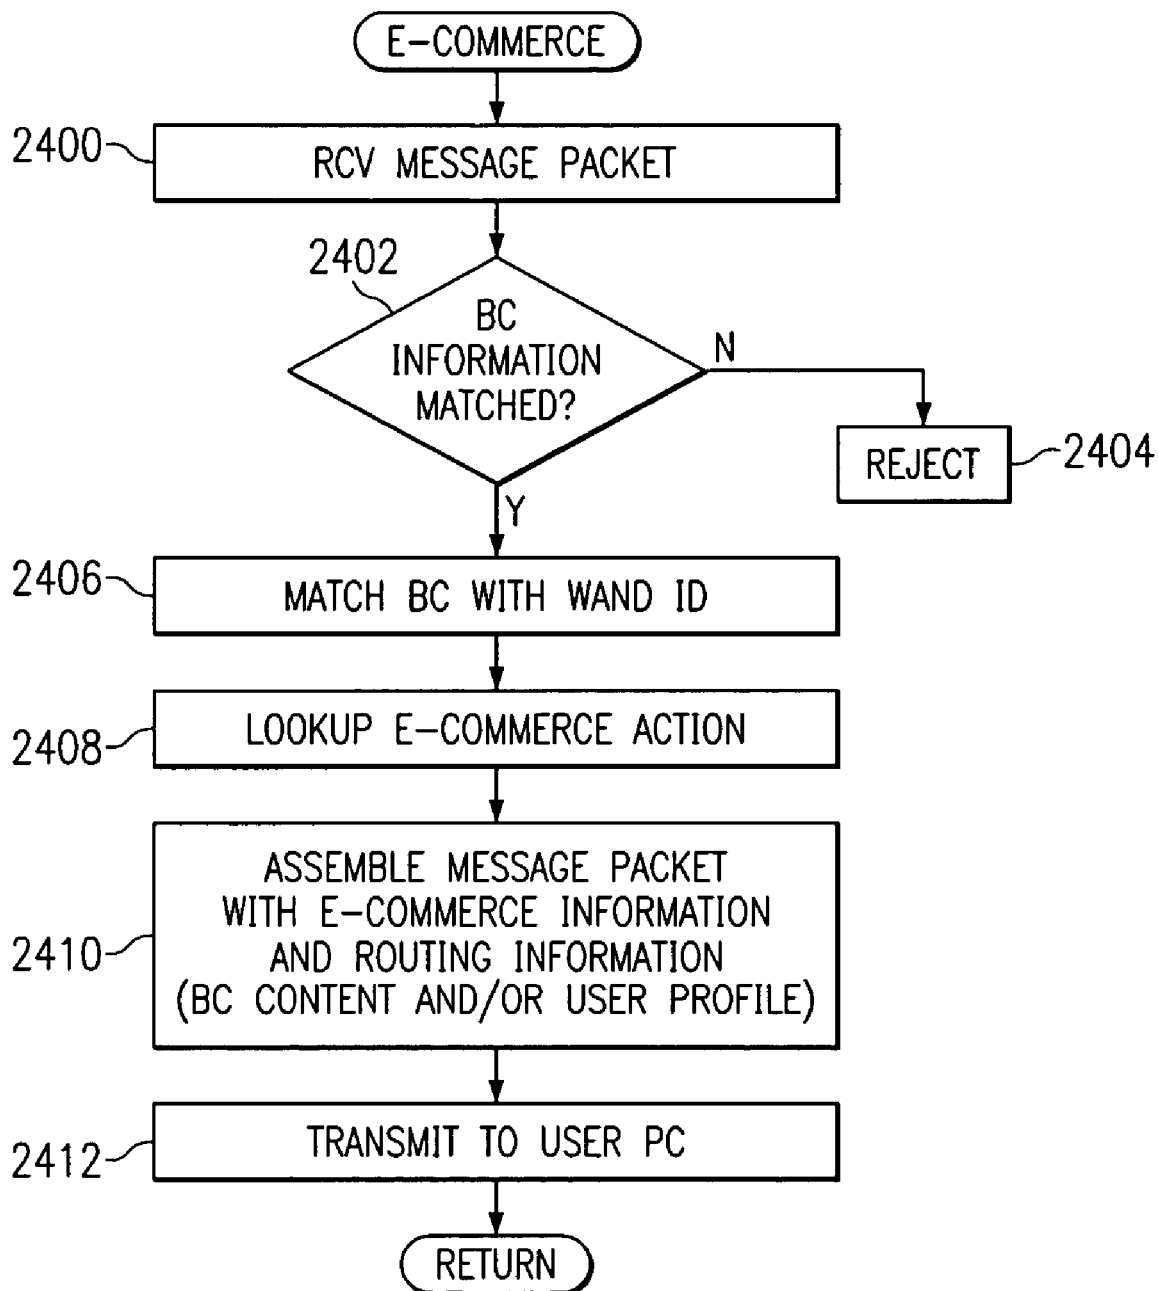 E-COMMERCE
2400
RCV MESSAGE PACKET
2402
BC
INFORMATION
MATCHED?
N
REJECT
2404
Y
2406
MATCH BC WITH WAND ID
2408
LOOKUP E-COMMERCE ACTION
2410
ASSEMBLE MESSAGE PACKET
WITH E-COMMERCE INFORMATION
AND ROUTING INFORMATION
(BC CONTENT AND/OR USER PROFILE)
2412
TRANSMIT TO USER PC
RETURN